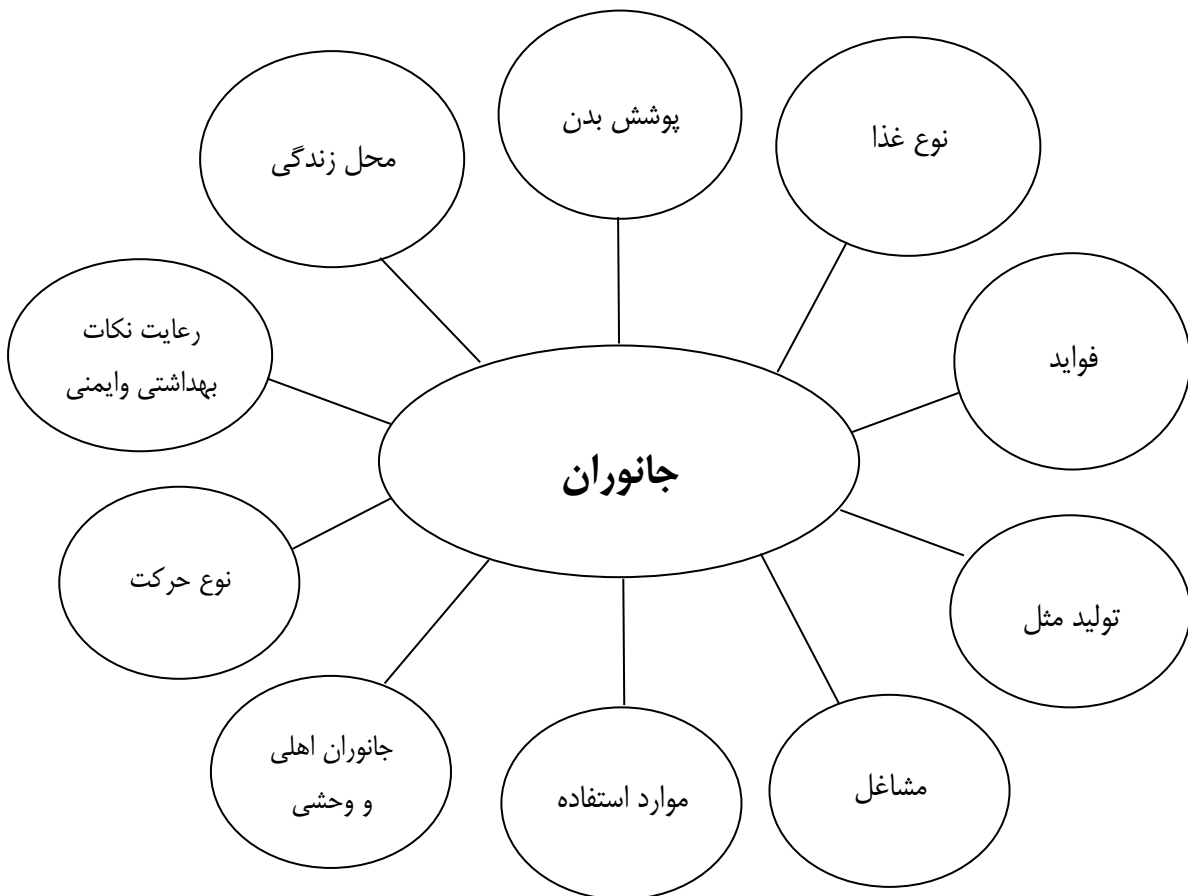 پوشش بدن
نوع غذا
محل زندگی
رعایت نکات
بهداشتی وایمنی
فواید
جانوران
نوع حرکت
تولید مثل
جانوران اهلی
و وحشی
موارد استفاده
مشاغل